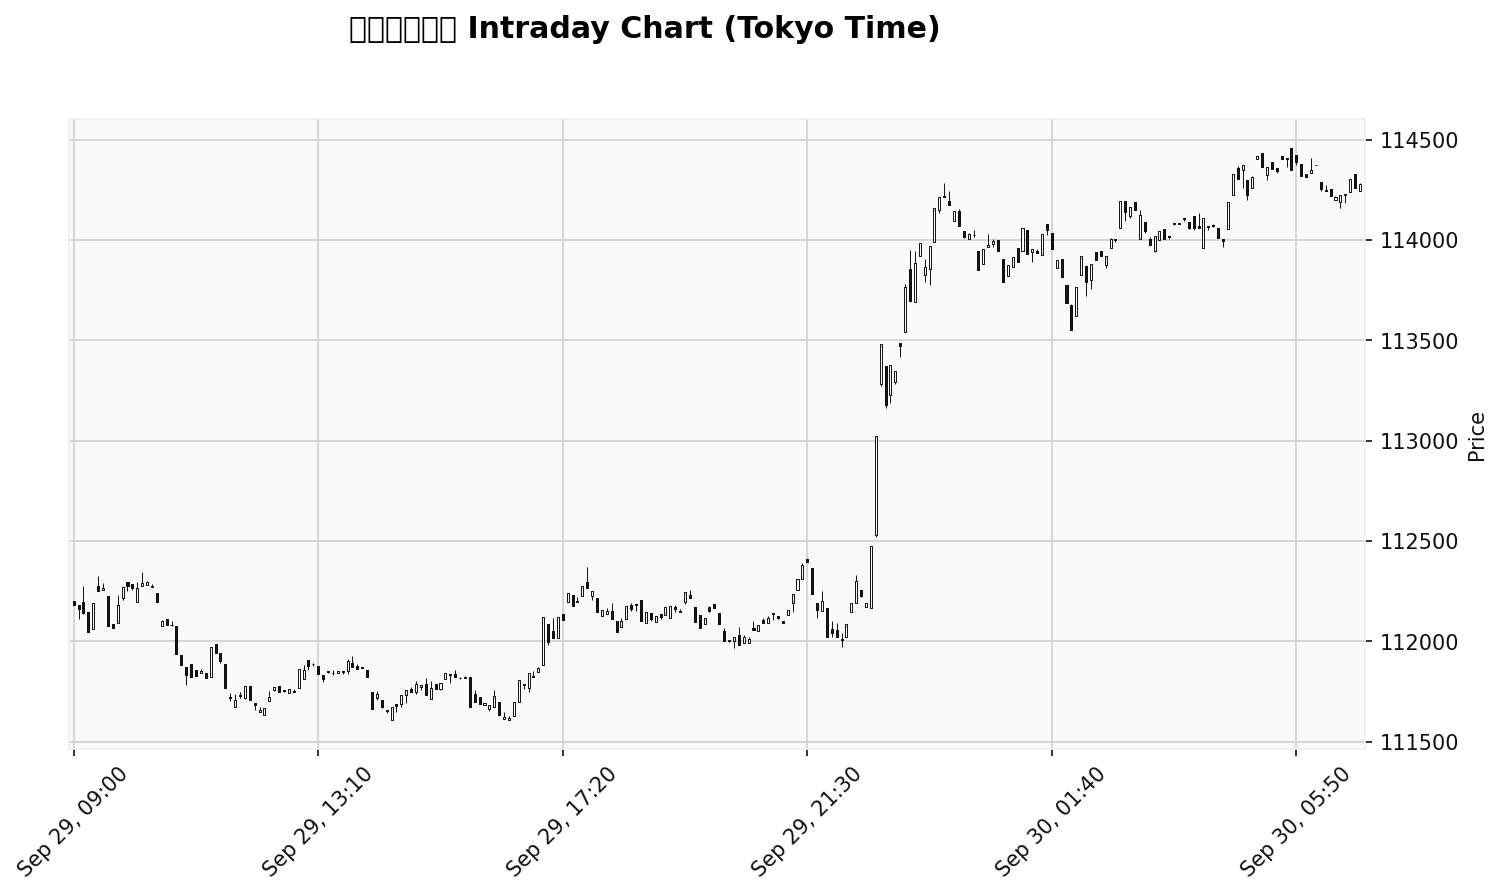 Intraday Chart (Tokyo Time)
114500
114000
113500
113000
112500
112000
111500
Price
Sep 29, 09:00
Sep 29, 13:10
Sep 29, 17:20
Sep 29, 21:30
Sep 30, 01:40
Sep 30, 05:50